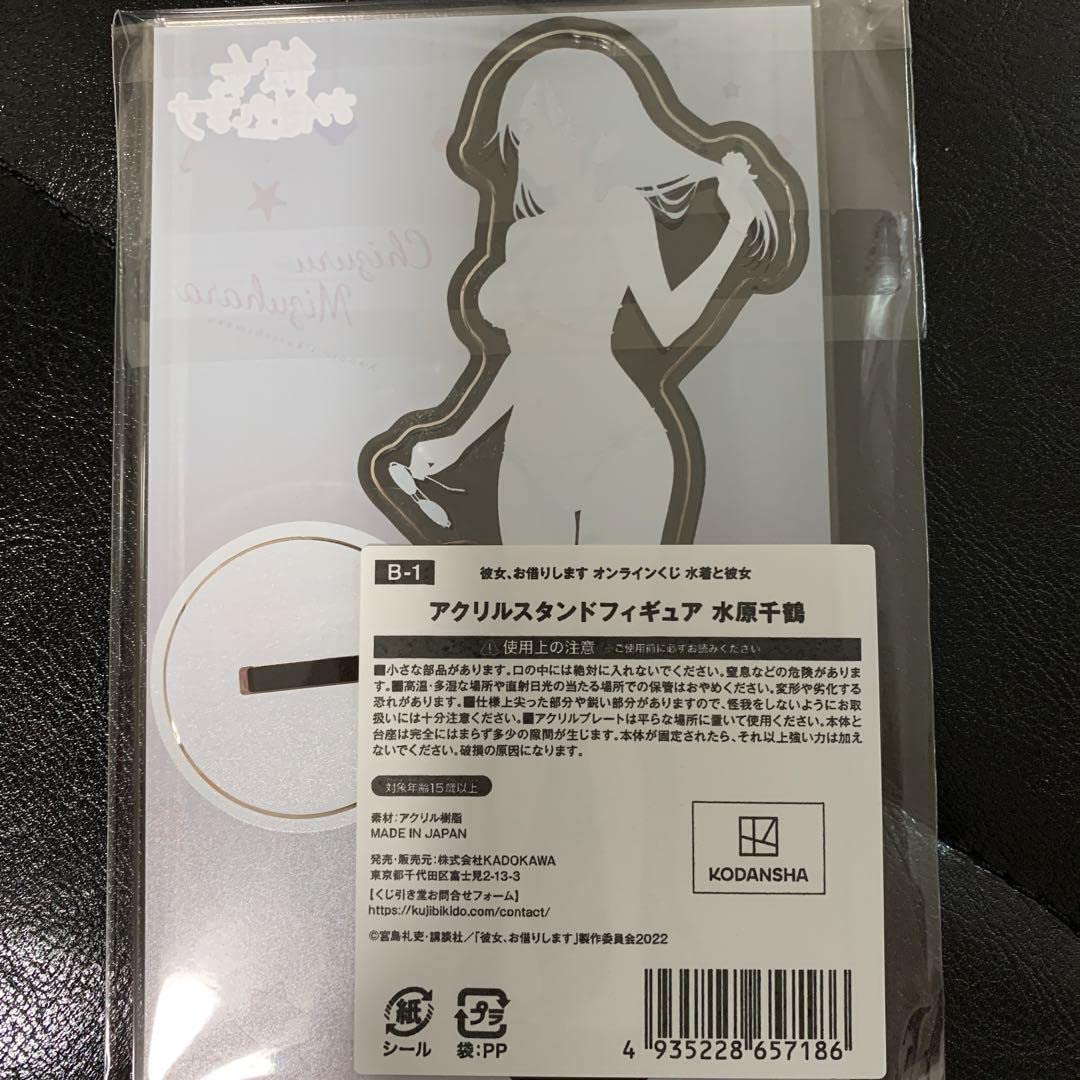 彼女、
お借りします
Chizuru
Mizuhara
B-1
彼女、お借りします オンラインくじ 水着と彼女
アクリルスタンドフィギュア 水原千鶴
⚠ 使用上の注意 －ご使用前に必ずお読みください
■小さな部品があります。口の中には絶対に入れないでください。窒息などの危険がありま
す。■高温・多湿な場所や直射日光の当たる場所での保管はおやめください。変形や劣化する
恐れがあります。■仕様上尖った部分や鋭い部分がありますので、怪我をしないようにお取
扱いには十分注意ください。■アクリルプレートは平らな場所に置いて使用ください。本体と
台座は完全にはまらず多少の隙間が生じます。本体が固定されたら、それ以上強い力は加え
ないでください。破損の原因になります。
対象年齢15歳以上
素材：アクリル樹脂
MADE IN JAPAN
発売・販売元：株式会社KADOKAWA
東京都千代田区富士見2-13-3
【くじ引き堂お問合せフォーム】
https://kujibikido.com/contact/
©宮島礼吏・講談社／「彼女、お借りします」製作委員会2022
KODANSHA
紙
シール
プラ
袋：PP
4 935228 657186